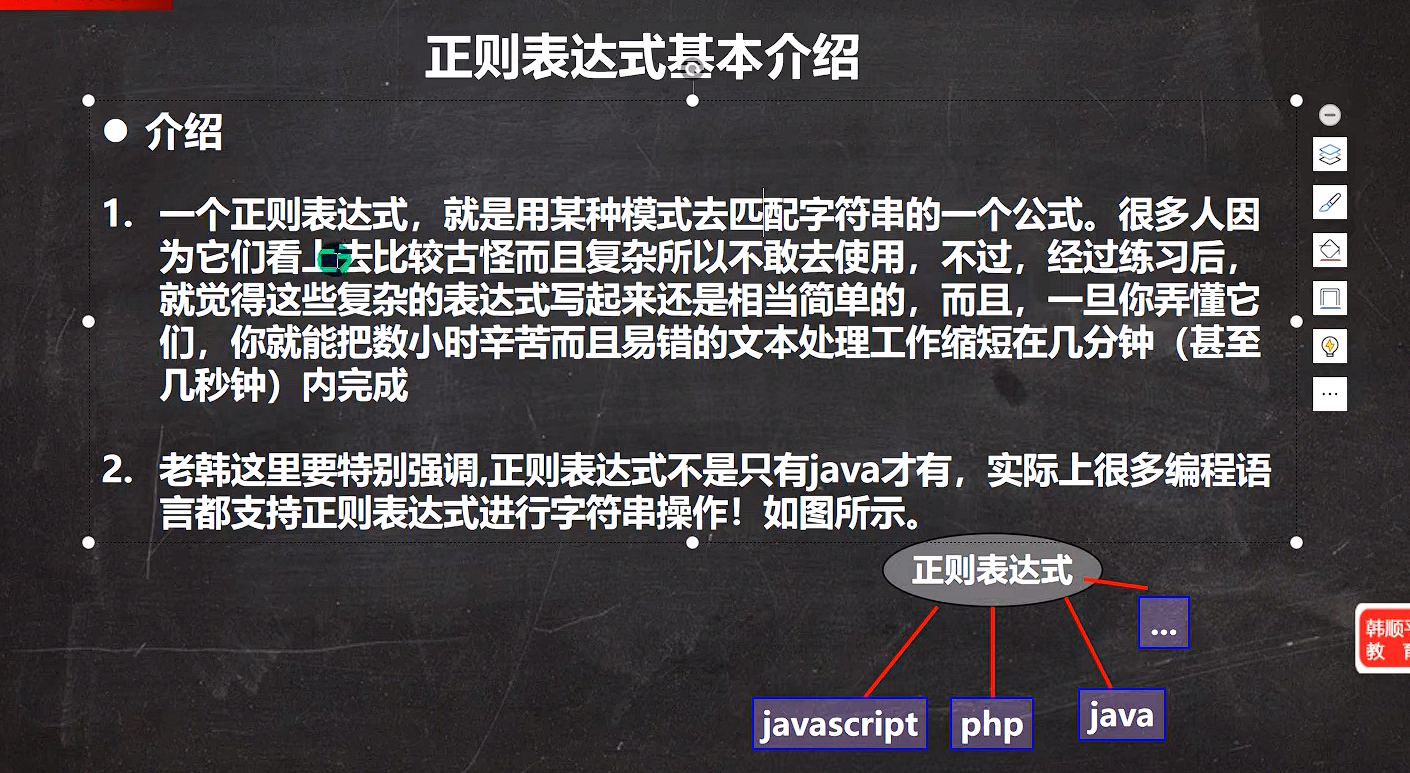 正则表达式基本介绍
● 介绍
1. 一个正则表达式，就是用某种模式去匹配字符串的一个公式。很多人因
为它们看上去比较古怪而且复杂所以不敢去使用，不过，经过练习后，
就觉得这些复杂的表达式写起来还是相当简单的，而且，一旦你弄懂它
们，你就能把数小时辛苦而且易错的文本处理工作缩短在几分钟（甚至
几秒钟）内完成
2. 老韩这里要特别强调,正则表达式不是只有java才有，实际上很多编程语
言都支持正则表达式进行字符串操作！如图所示。
正则表达式
...
javascript
php
java
韩顺平
教 育